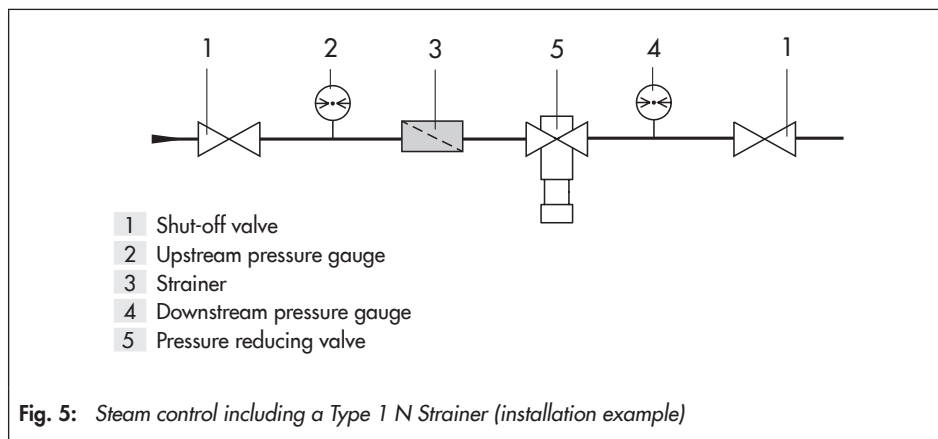 1 2 3 5 4 1
1 Shut-off valve
2 Upstream pressure gauge
3 Strainer
4 Downstream pressure gauge
5 Pressure reducing valve
Fig. 5: Steam control including a Type 1 N Strainer (installation example)